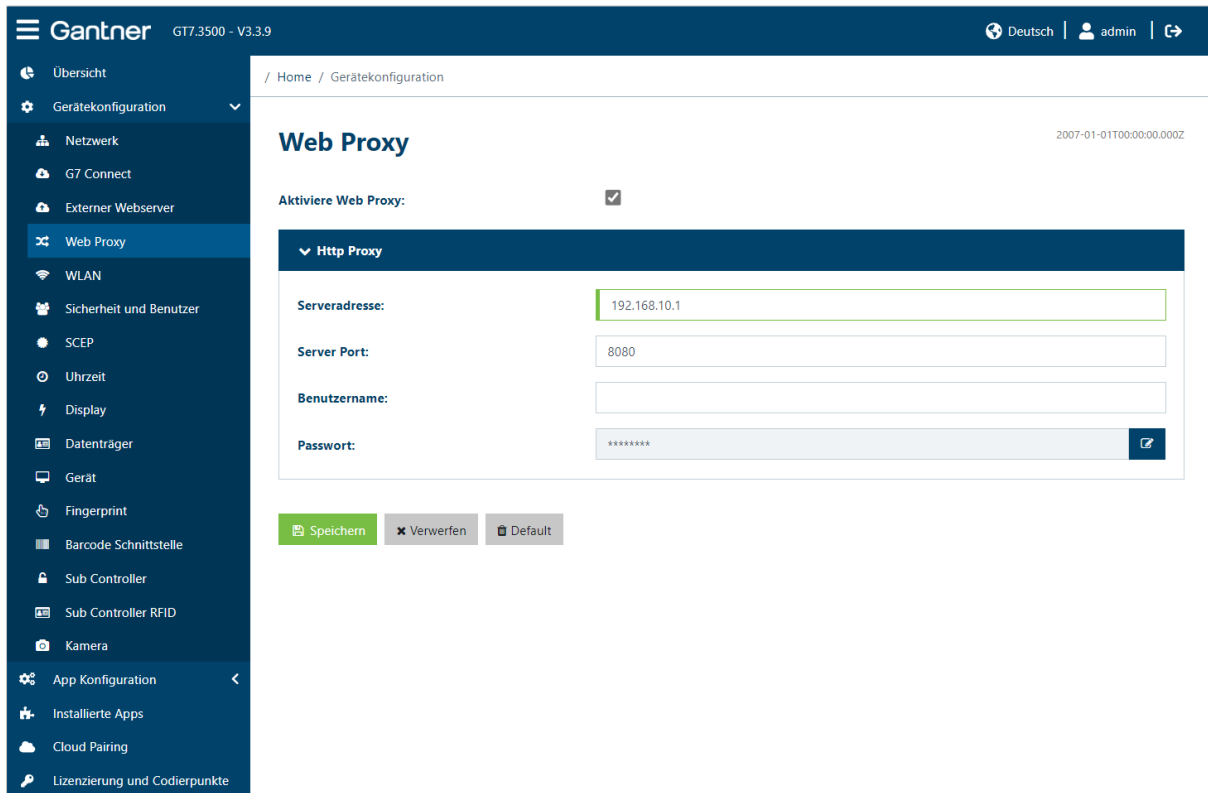 Gantner GT7.3500 - V3.3.9 Deutsch admin
Übersicht
Gerätekonfiguration
Netzwerk
G7 Connect
Externer Webserver
Web Proxy
WLAN
Sicherheit und Benutzer
SCEP
Uhrzeit
Display
Datenträger
Gerät
Fingerprint
Barcode Schnittstelle
Sub Controller
Sub Controller RFID
Kamera
App Konfiguration
Installierte Apps
Cloud Pairing
Lizenzierung und Codierpunkte
/ Home / Gerätekonfiguration
Web Proxy
2007-01-01T00:00:00.000Z
Aktiviere Web Proxy:
Http Proxy
Serveradresse: 192.168.10.1
Server Port: 8080
Benutzername:
Passwort: ********
Speichern Verwerfen Default